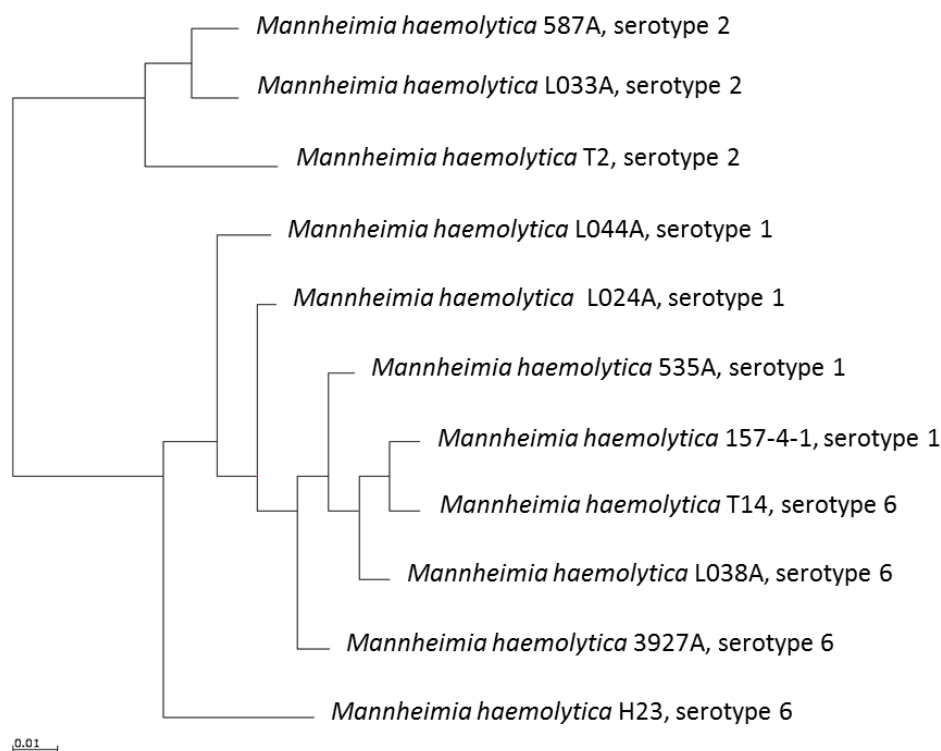 Mannheimia haemolytica 587A, serotype 2
Mannheimia haemolytica L033A, serotype 2
Mannheimia haemolytica T2, serotype 2
Mannheimia haemolytica L044A, serotype 1
Mannheimia haemolytica L024A, serotype 1
Mannheimia haemolytica 535A, serotype 1
Mannheimia haemolytica 157-4-1, serotype 1
Mannheimia haemolytica T14, serotype 6
Mannheimia haemolytica L038A, serotype 6
Mannheimia haemolytica 3927A, serotype 6
Mannheimia haemolytica H23, serotype 6
0.01